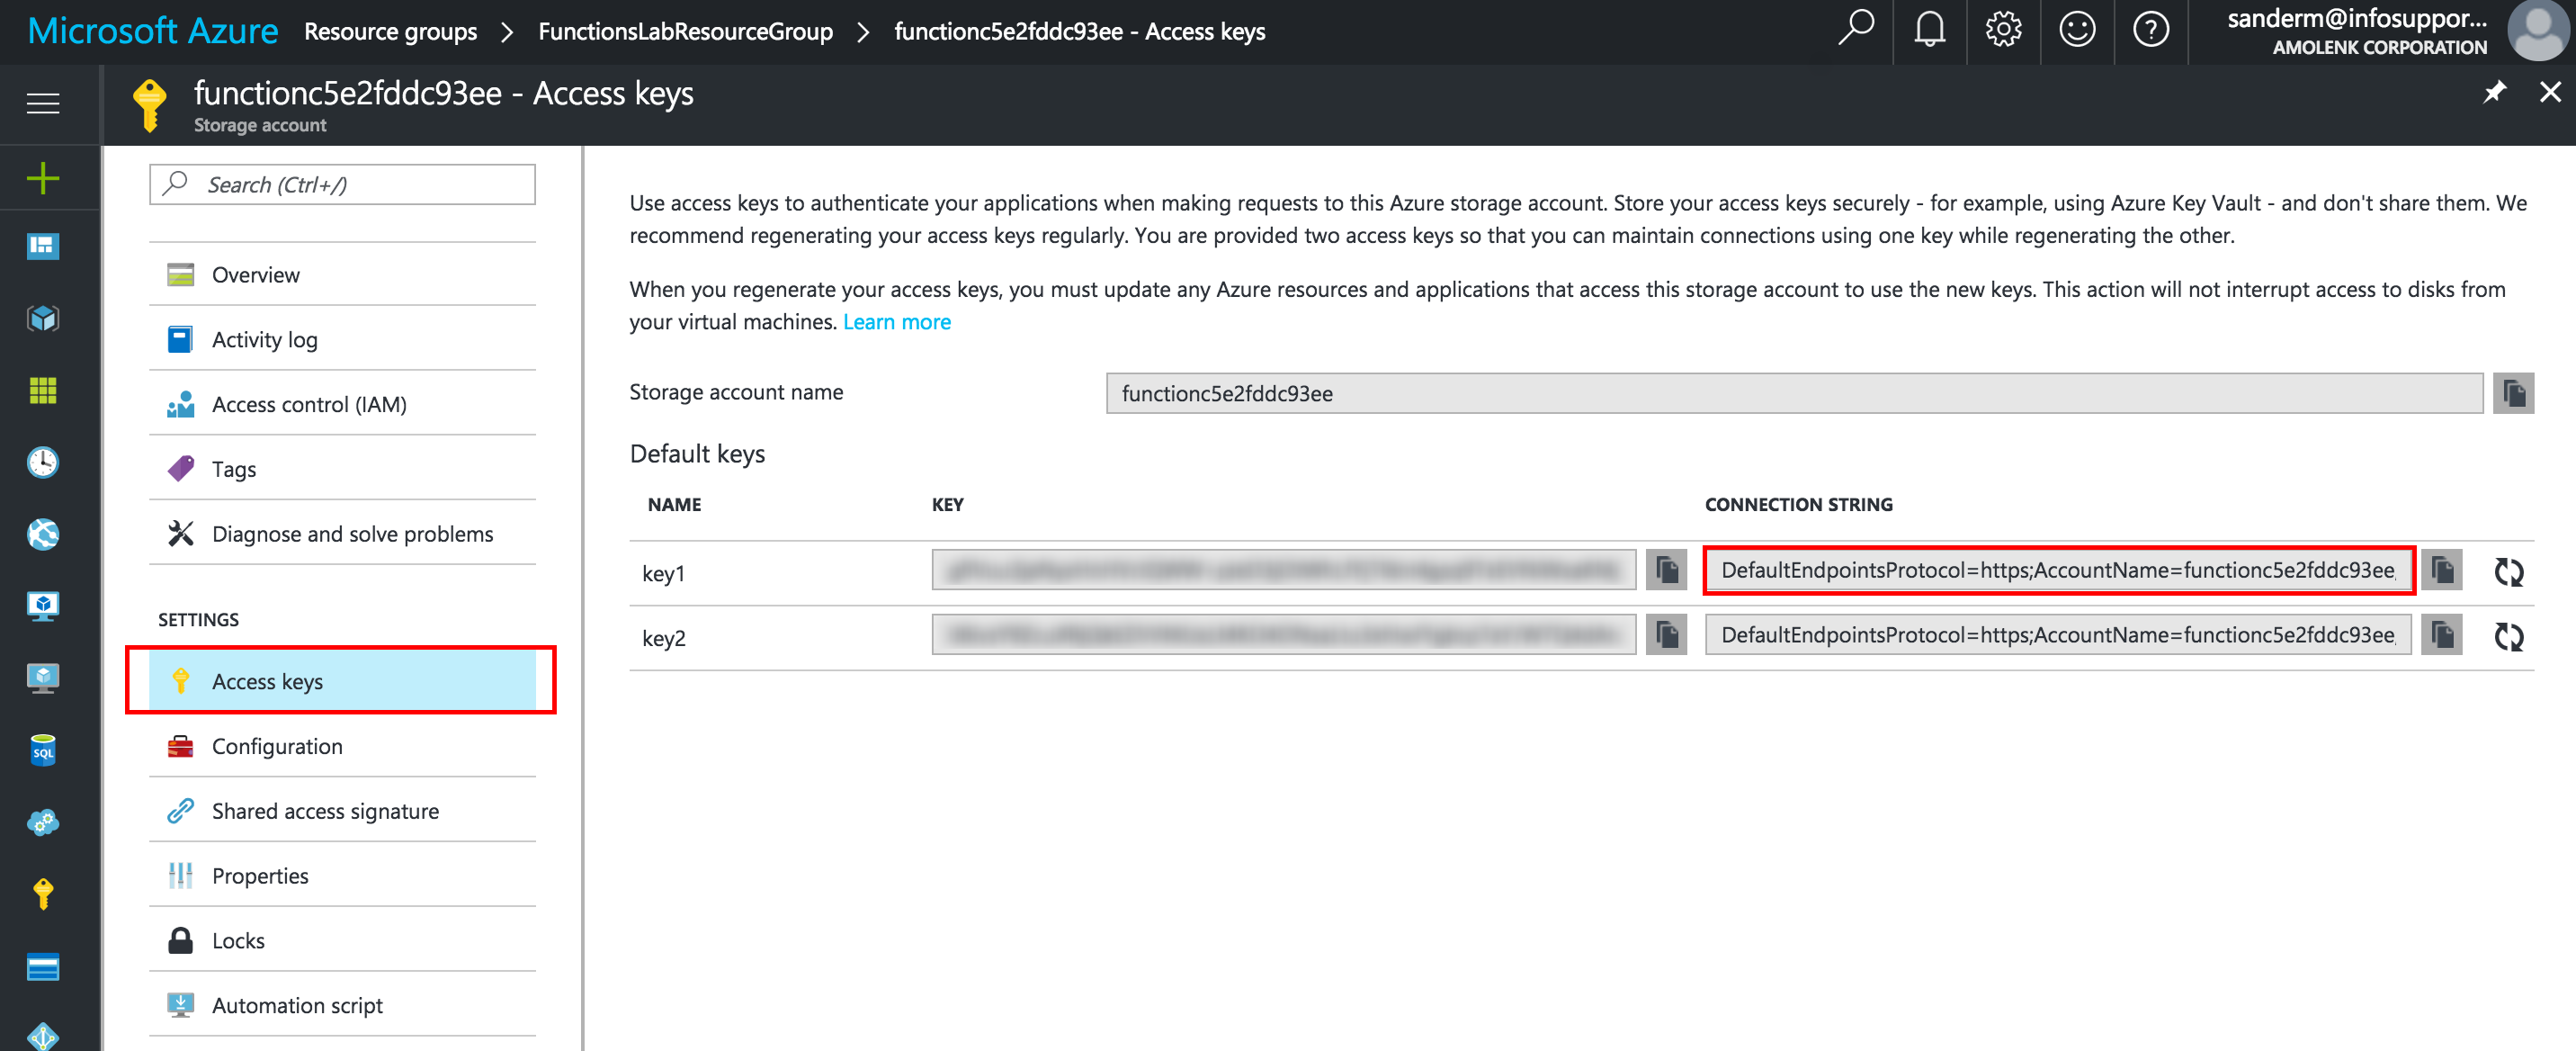 Microsoft Azure Resource groups > FunctionsLabResourceGroup > functionc5e2fddc93ee - Access keys
sanderm@infosuppor...
AMOLENK CORPORATION
functionc5e2fddc93ee - Access keys
Storage account
Search (Ctrl+/)
Overview
Activity log
Access control (IAM)
Tags
Diagnose and solve problems
SETTINGS
Access keys
Configuration
Shared access signature
Properties
Locks
Automation script
SQL
Use access keys to authenticate your applications when making requests to this Azure storage account. Store your access keys securely - for example, using Azure Key Vault - and don't share them. We
recommend regenerating your access keys regularly. You are provided two access keys so that you can maintain connections using one key while regenerating the other.
When you regenerate your access keys, you must update any Azure resources and applications that access this storage account to use the new keys. This action will not interrupt access to disks from
your virtual machines. Learn more
Storage account name functionc5e2fddc93ee
Default keys
NAME KEY CONNECTION STRING
key1 DefaultEndpointsProtocol=https;AccountName=functionc5e2fddc93ee
key2 DefaultEndpointsProtocol=https;AccountName=functionc5e2fddc93ee